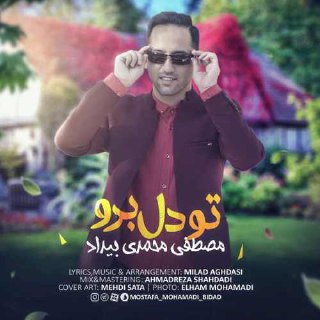 تو دل برو
مصطفی محمدی بیداد
LYRICS,MUSIC & ARRANGEMENT: MILAD AGHDASI
MIX&MASTERING: AHMADREZA SHAHDADI
COVER ART: MEHDI SATA | PHOTO: ELHAM MOHAMADI
MOSTAFA_MOHAMADI_BIDAD